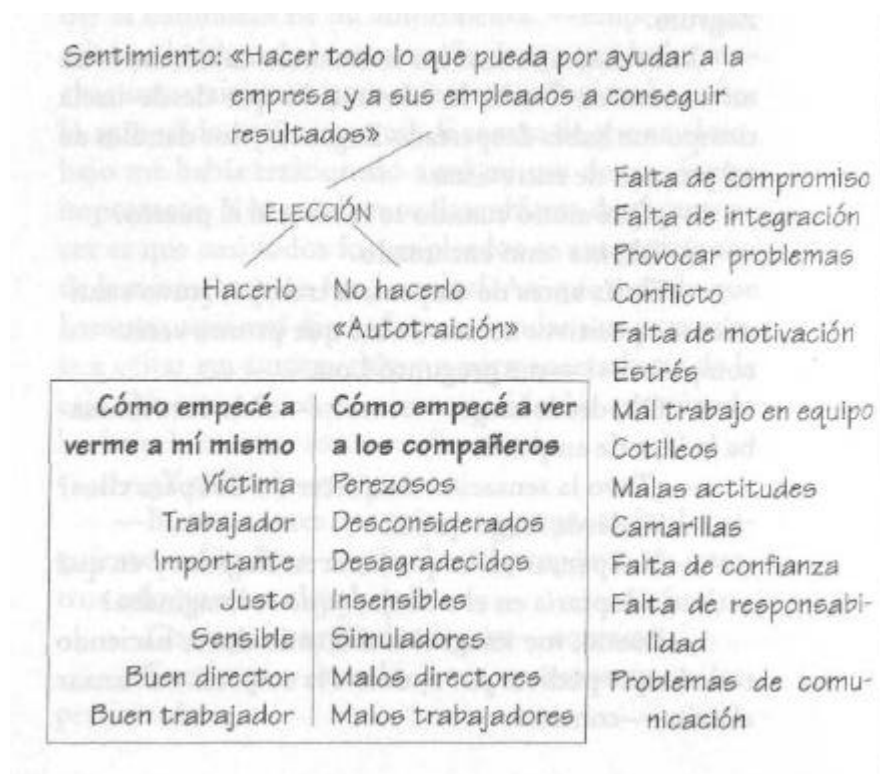 Sentimiento: «Hacer todo lo que pueda por ayudar a la
empresa y a sus empleados a conseguir
resultados»
ELECCIÓN
Hacerlo No hacerlo
«Autotraición»
Cómo empecé a
verme a mí mismo
Víctima
Trabajador
Importante
Justo
Sensible
Buen director
Buen trabajador
Cómo empecé a ver
a los compañeros
Perezosos
Desconsiderados
Desagradecidos
Insensibles
Simuladores
Malos directores
Malos trabajadores
Falta de compromiso
Falta de integración
Provocar problemas
Conflicto
Falta de motivación
Estrés
Mal trabajo en equipo
Cotilleos
Malas actitudes
Camarillas
Falta de confianza
Falta de responsabi-
lidad
Problemas de comu-
nicación